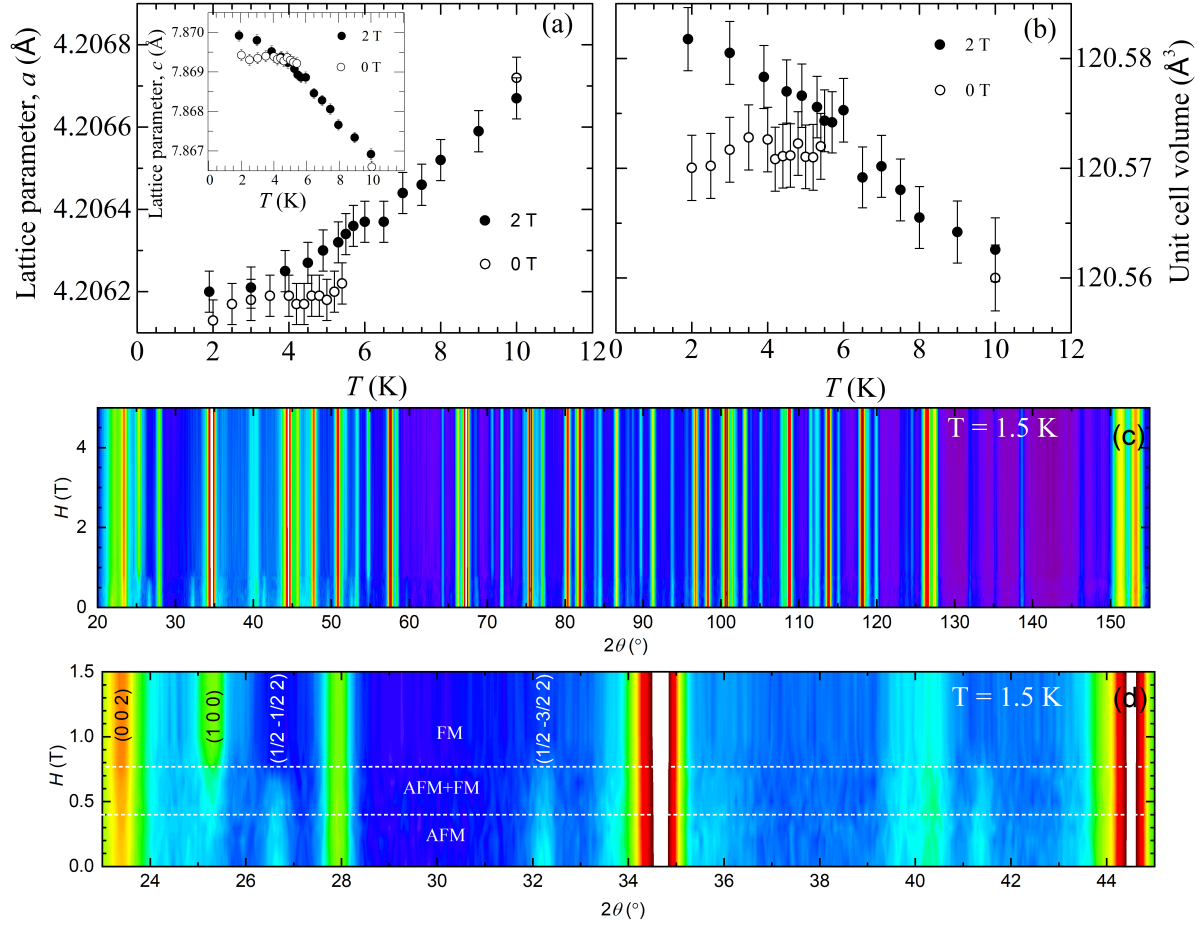 (a)
Lattice parameter, a (Å)
4.2068
4.2066
4.2064
4.2062
0 2 4 6 8 10 12
T (K)
2 T
0 T
Lattice parameter, c (Å)
7.870
7.869
7.868
7.867
0 2 4 6 8 10 12
T (K)
2 T
0 T
(b)
2 T
0 T
120.58
120.57
120.56
Unit cell volume (Å³)
0 2 4 6 8 10 12
T (K)
T = 1.5 K
(c)
H (T)
4
2
0
20 30 40 50 60 70 80 90 100 110 120 130 140 150
2θ (°)
T = 1.5 K
(d)
H (T)
1.5
1.0
0.5
0.0
(0 0 2)
(1 0 0)
(1/2 -1/2 2)
(1/2 -3/2 2)
FM
AFM+FM
AFM
24 26 28 30 32 34 36 38 40 42 44
2θ (°)